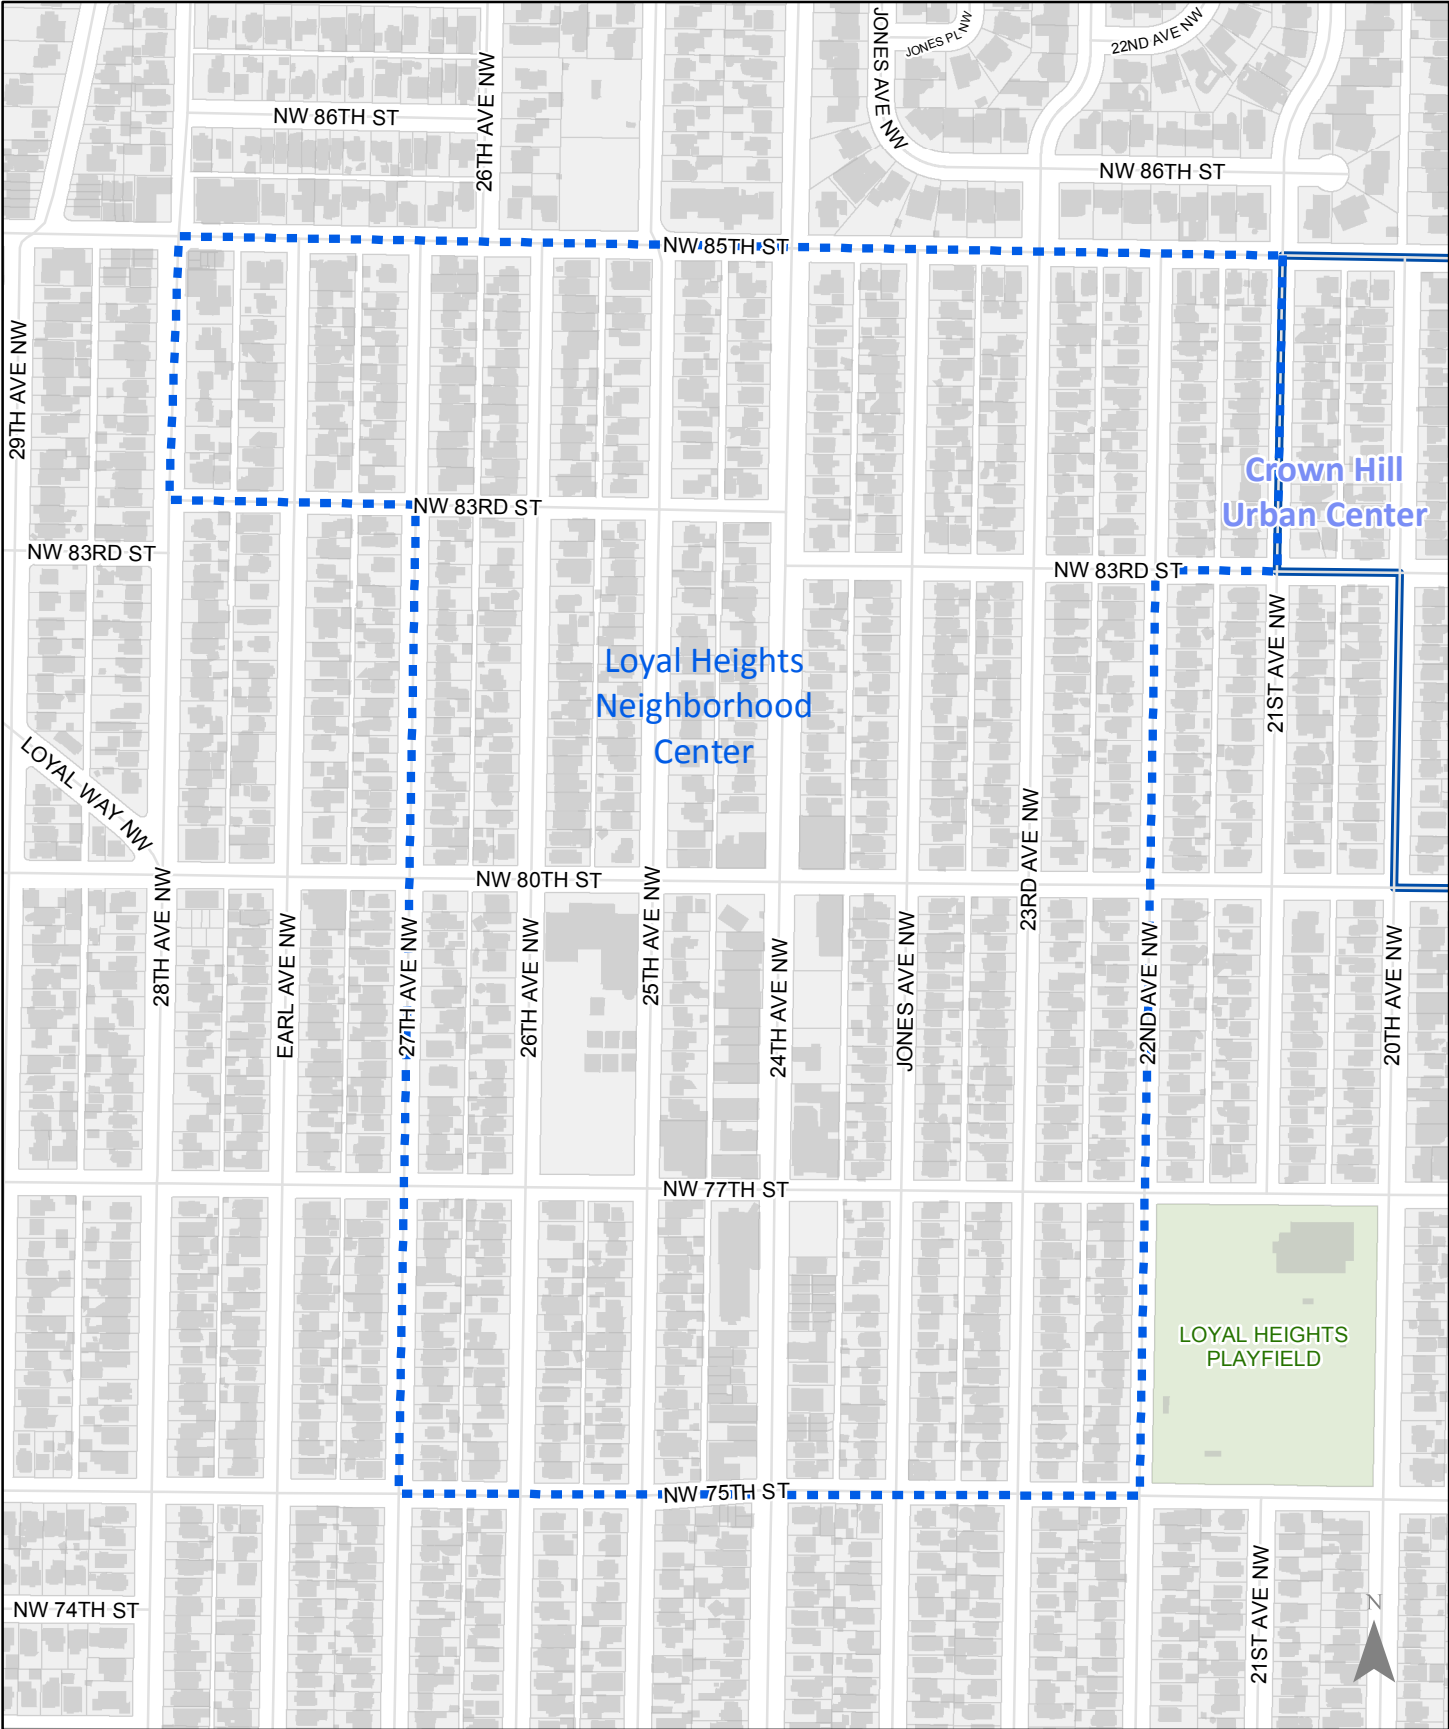 JONES AVE NW
JONES PL NW
22ND AVE NW
26TH AVE NW
NW 86TH ST
NW 86TH ST
NW 85TH ST
29TH AVE NW
Crown Hill
Urban Center
NW 83RD ST
NW 83RD ST
NW 83RD ST
21ST AVE NW
Loyal Heights
Neighborhood
Center
LOYAL WAY NW
23RD AVE NW
NW 80TH ST
28TH AVE NW
EARL AVE NW
27TH AVE NW
26TH AVE NW
25TH AVE NW
24TH AVE NW
JONES AVE NW
22ND AVE NW
20TH AVE NW
NW 77TH ST
LOYAL HEIGHTS
PLAYFIELD
NW 75TH ST
21ST AVE NW
NW 74TH ST
N